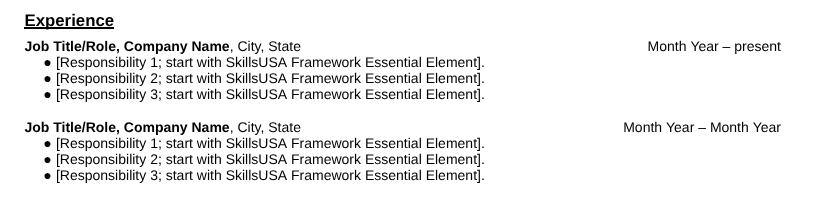 Experience
Job Title/Role, Company Name, City, State Month Year – present
● [Responsibility 1; start with SkillsUSA Framework Essential Element].
● [Responsibility 2; start with SkillsUSA Framework Essential Element].
● [Responsibility 3; start with SkillsUSA Framework Essential Element].
Job Title/Role, Company Name, City, State Month Year – Month Year
● [Responsibility 1; start with SkillsUSA Framework Essential Element].
● [Responsibility 2; start with SkillsUSA Framework Essential Element].
● [Responsibility 3; start with SkillsUSA Framework Essential Element].